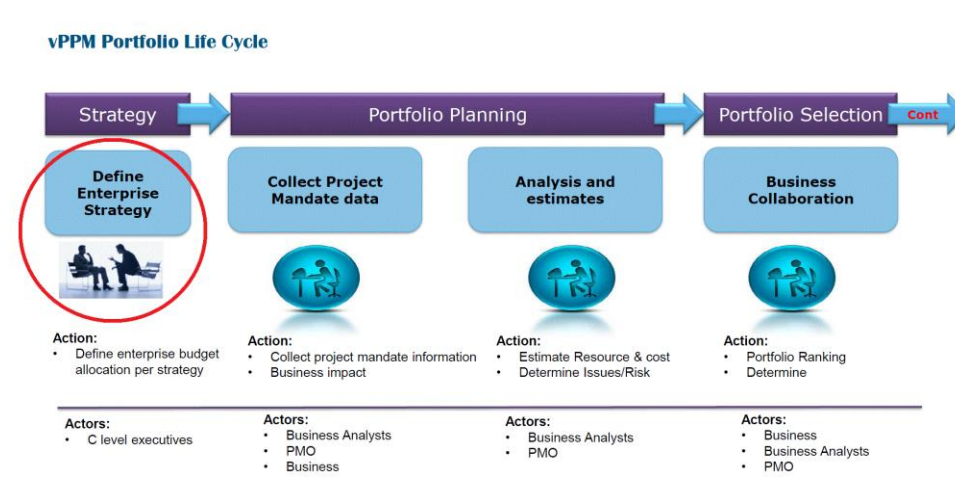 vPPM Portfolio Life Cycle
Strategy
Portfolio Planning
Portfolio Selection
Cont
Define
Enterprise
Strategy
Collect Project
Mandate data
Analysis and
estimates
Business
Collaboration
Action:
• Define enterprise budget
allocation per strategy
Action:
• Collect project mandate information
• Business impact
Action:
• Estimate Resource & cost
• Determine Issues/Risk
Action:
• Portfolio Ranking
• Determine
Actors:
• C level executives
Actors:
• Business Analysts
• PMO
• Business
Actors:
• Business Analysts
• PMO
Actors:
• Business
• Business Analysts
• PMO